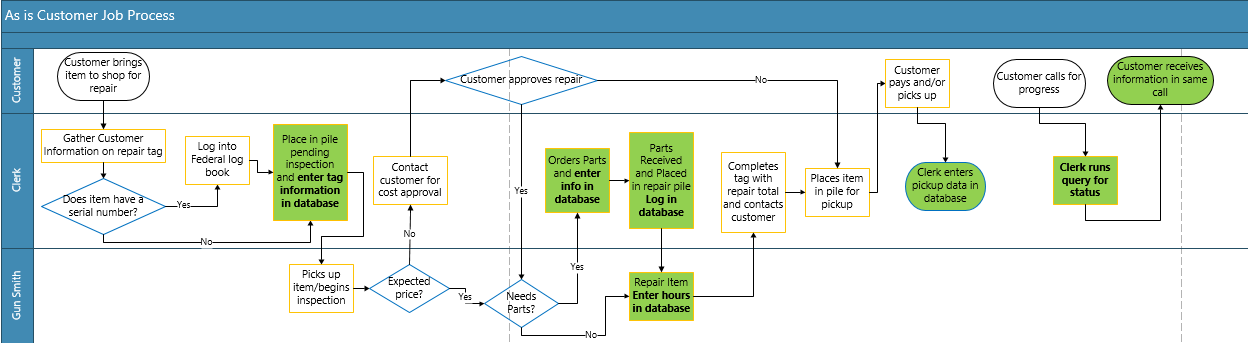 As is Customer Job Process
Customer
Customer brings
item to shop for
repair
Customer approves repair
No
Customer
pays and/or
picks up
Customer calls for
progress
Customer receives
information in same
call
Yes
Clerk
Gather Customer
Information on repair tag
Does item have a
serial number?
Yes
No
Log into
Federal log
book
Place in pile
pending
inspection
and enter tag
information
in database
Contact
customer for
cost approval
Orders Parts
and enter
info in
database
Parts
Received
and Placed
in repair pile
Log in
database
Completes
tag with
repair total
and contacts
customer
Places item
in pile for
pickup
Clerk enters
pickup data in
database
Clerk runs
query for
status
Gun Smith
Picks up
item/begins
inspection
Expected
price?
No
Yes
Needs
Parts?
Yes
No
Repair Item
Enter hours
in database